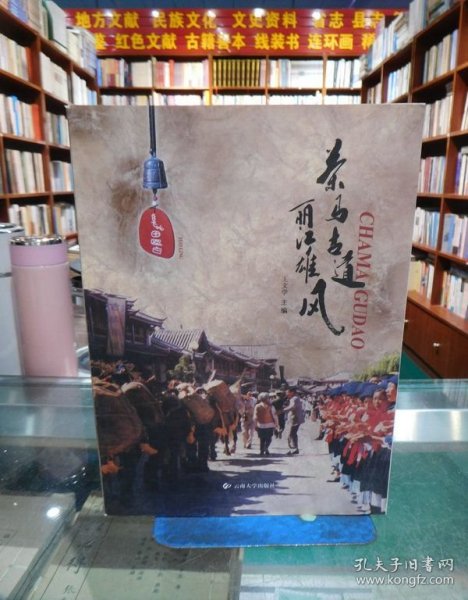 地方文献 民族文化 文史资料 省志 县志
红色文献 古籍善本 线装书 连环画
茶马古道
丽江雄风
CHAMA GUDAO
王文学 主编
云南大学出版社
孔夫子旧书网
www.kongfz.com